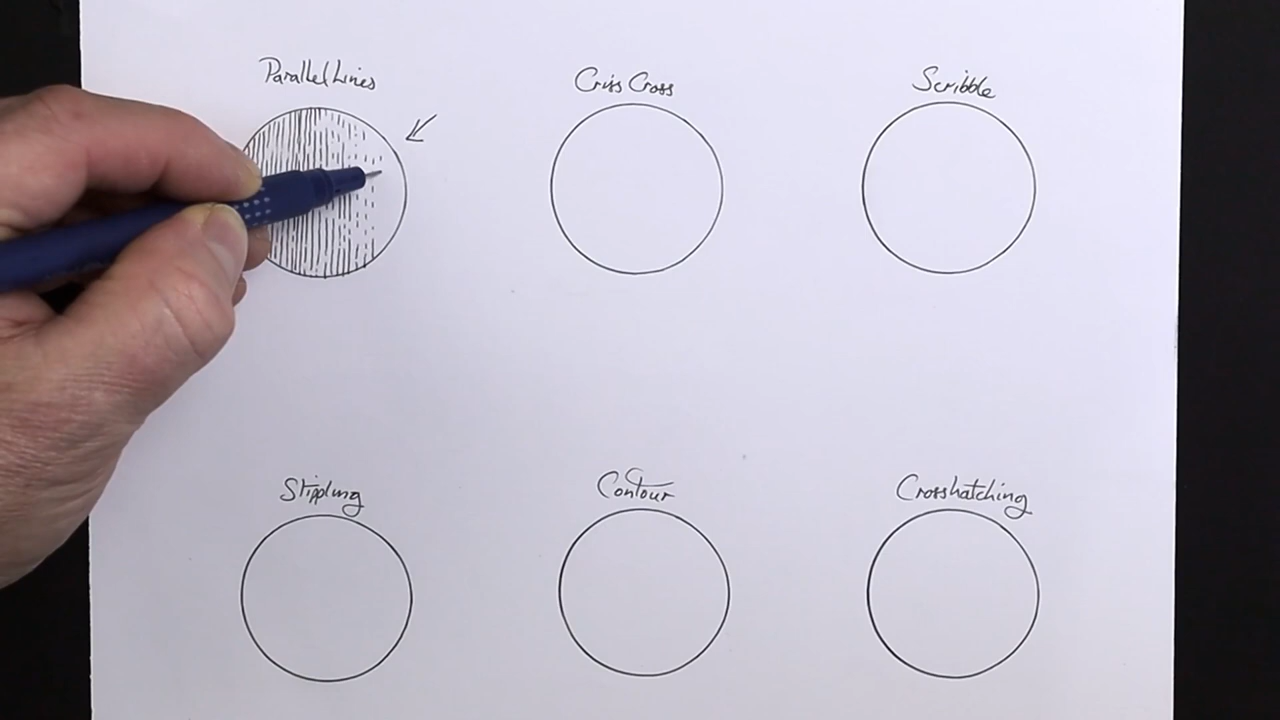 Parallel Lines
Criss Cross
Scribble
Stippling
Contour
Crosshatching